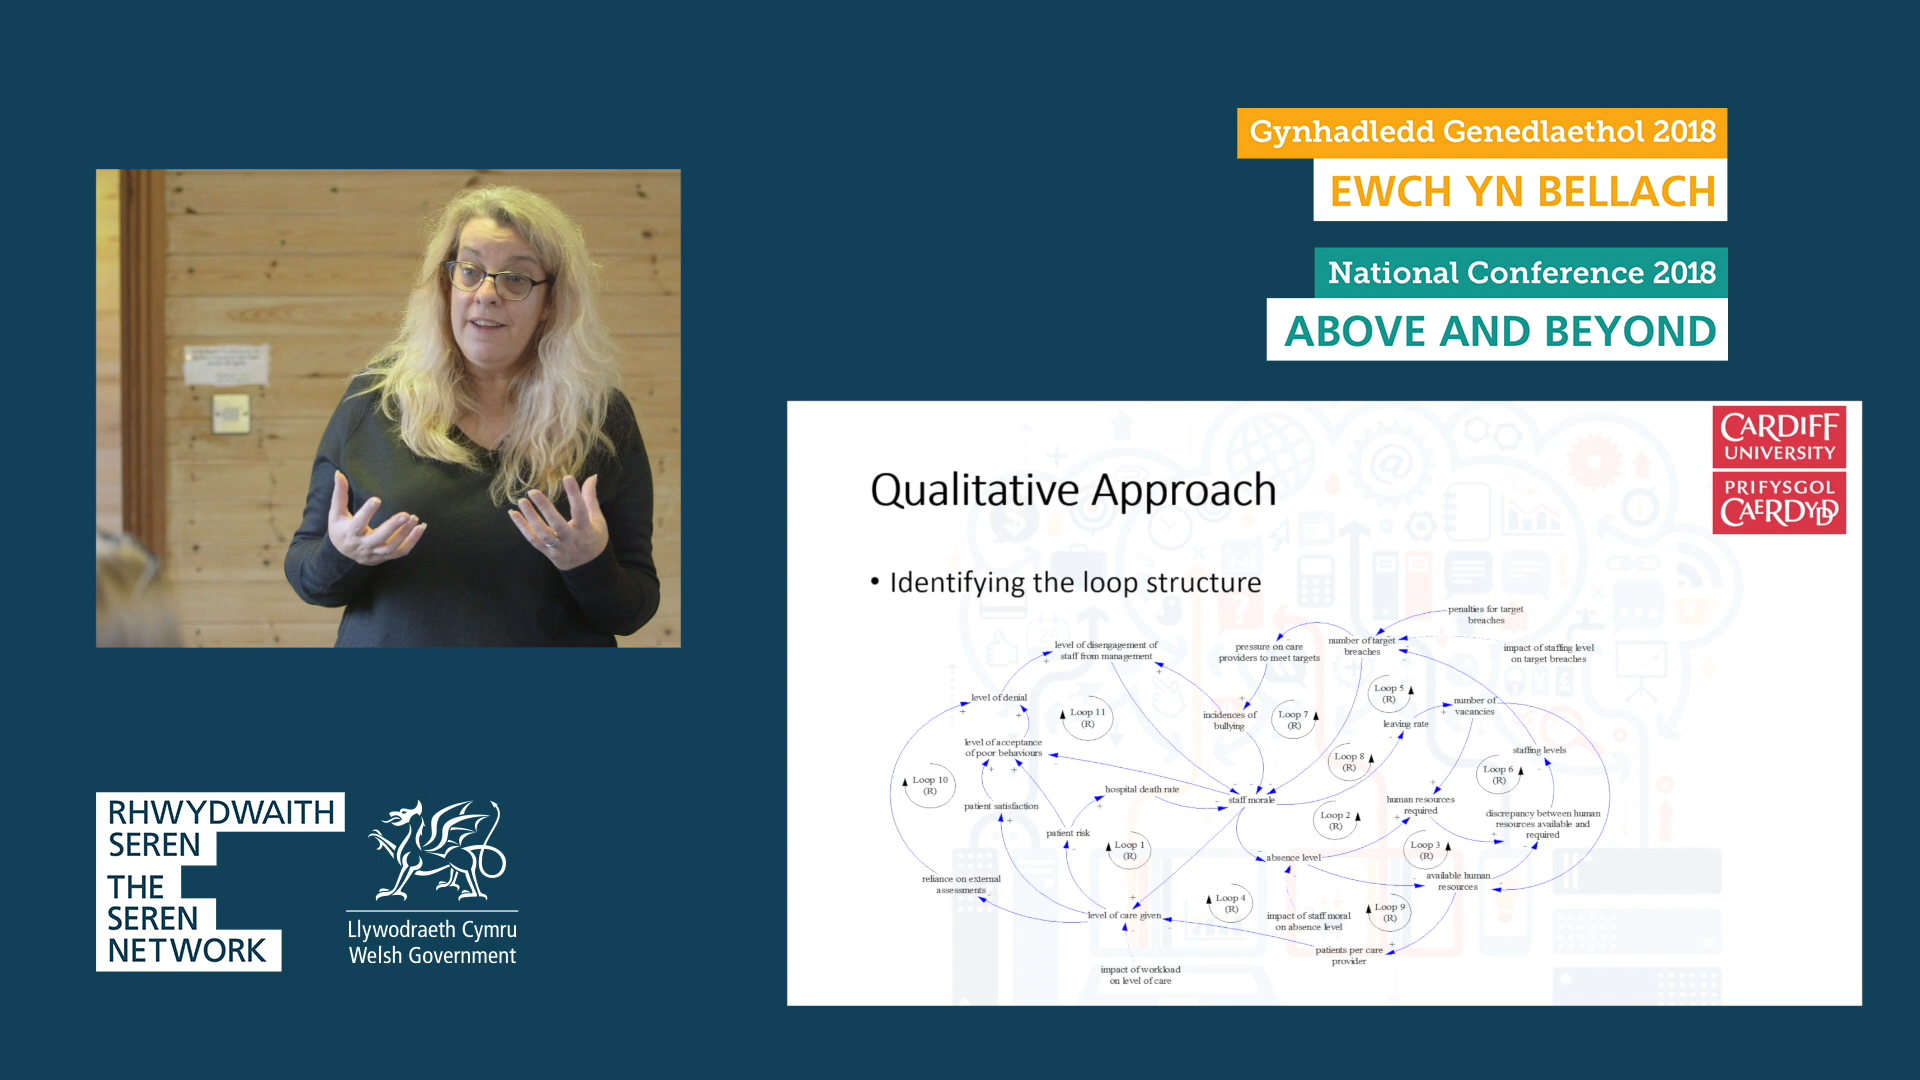 Gynhadledd Genedlaethol 2018
EWCH YN BELLACH
National Conference 2018
ABOVE AND BEYOND
CARDIFF
UNIVERSITY
PRIFYSGOL
CAERDYDD
Qualitative Approach
• Identifying the loop structure
penalties for target
breaches
level of disengagement of
staff from management
pressure on care
providers to meet targets
number of target
breaches
impact of staffing level
on target breaches
level of denial
Loop 11
(R)
incidences of
bullying
Loop 7
(R)
Loop 5
(R)
number of
vacancies
leaving rate
level of acceptance
of poor behaviours
Loop 8
(R)
staffing levels
Loop 10
(R)
Loop 6
(R)
hospital death rate
patient satisfaction
staff morale
human resources
required
Loop 2
(R)
discrepancy between human
resources available and
required
patient risk
Loop 1
(R)
absence level
Loop 3
(R)
reliance on external
assessments
available human
resources
Loop 4
(R)
Loop 9
(R)
level of care given
impact of staff moral
on absence level
patients per care
provider
impact of workload
on level of care
RHWYDWAITH
SEREN
THE
SEREN
NETWORK
Llywodraeth Cymru
Welsh Government